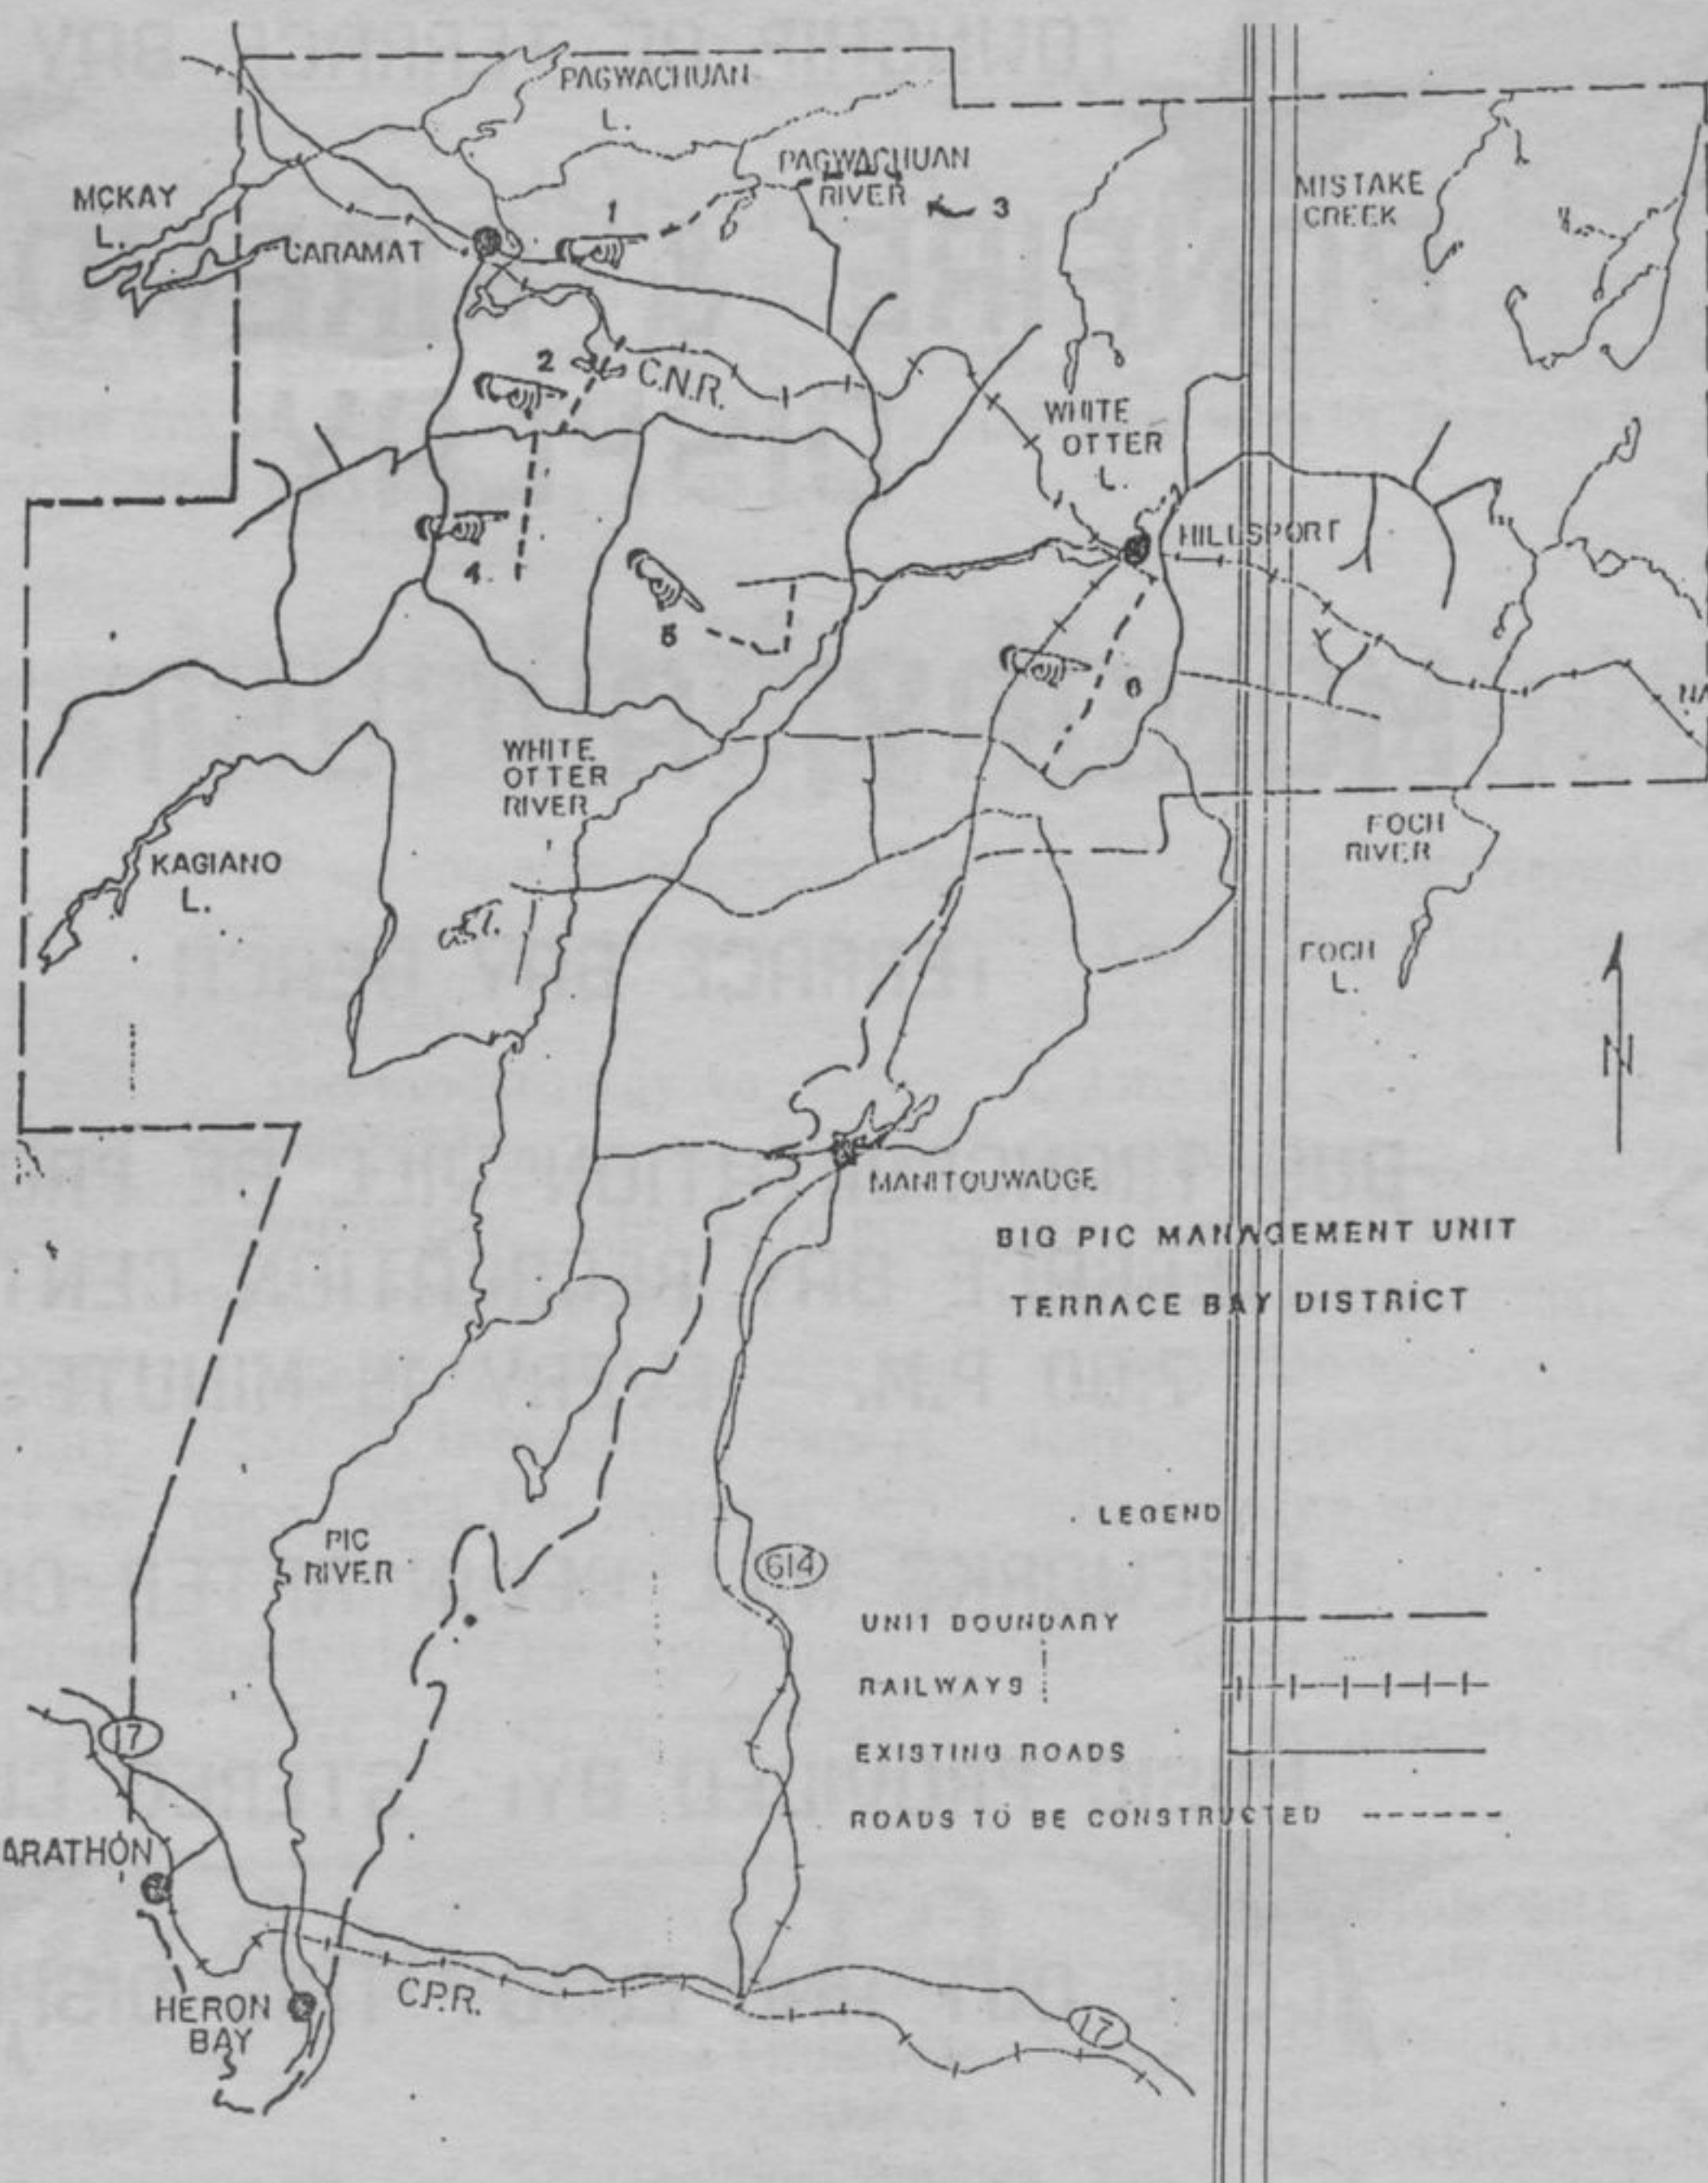 PAGWACHUAN
L.
PAGWACHUAN
RIVER
3
MCKAY
L.
CARAMAT
1
MISTAKE
CREEK
2
C.N.R.
WHITE
OTTER
L.
HILLSPORT
4
5
6
WHITE
OTTER
RIVER
KAGIANO
L.
FOCH
RIVER
FOCH
L.
N
MANITOUWADGE
BIG PIC MANAGEMENT UNIT
TERRACE BAY DISTRICT
PIC
RIVER
614
LEGEND
UNIT BOUNDARY
RAILWAYS
EXISTING ROADS
ROADS TO BE CONSTRUCTED
17
ARATHON
HERON
BAY
C.P.R.
17